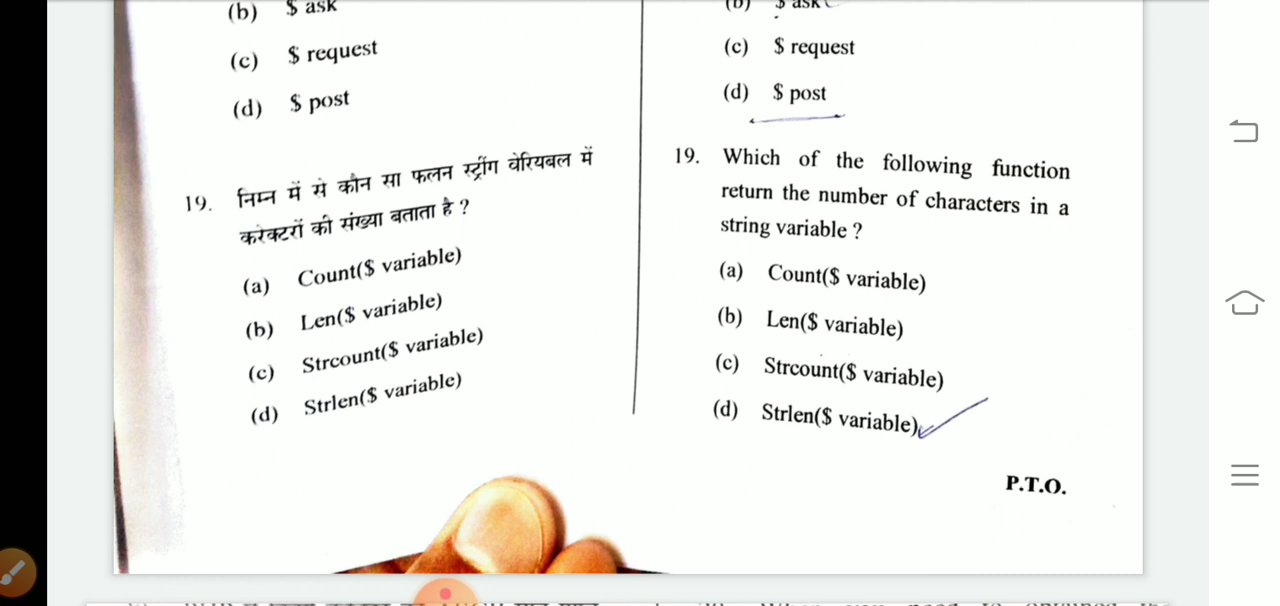 (b) $ ask
(c) $ request
(d) $ post
19. निम्न में से कौन सा फलन स्ट्रींग वेरियबल में
करेक्टरों की संख्या बताता है ?
(a) Count($ variable)
(b) Len($ variable)
(c) Strcount($ variable)
(d) Strlen($ variable)
(b) $ ask
(c) $ request
(d) $ post
19. Which of the following function
return the number of characters in a
string variable ?
(a) Count($ variable)
(b) Len($ variable)
(c) Strcount($ variable)
(d) Strlen($ variable)
P.T.O.